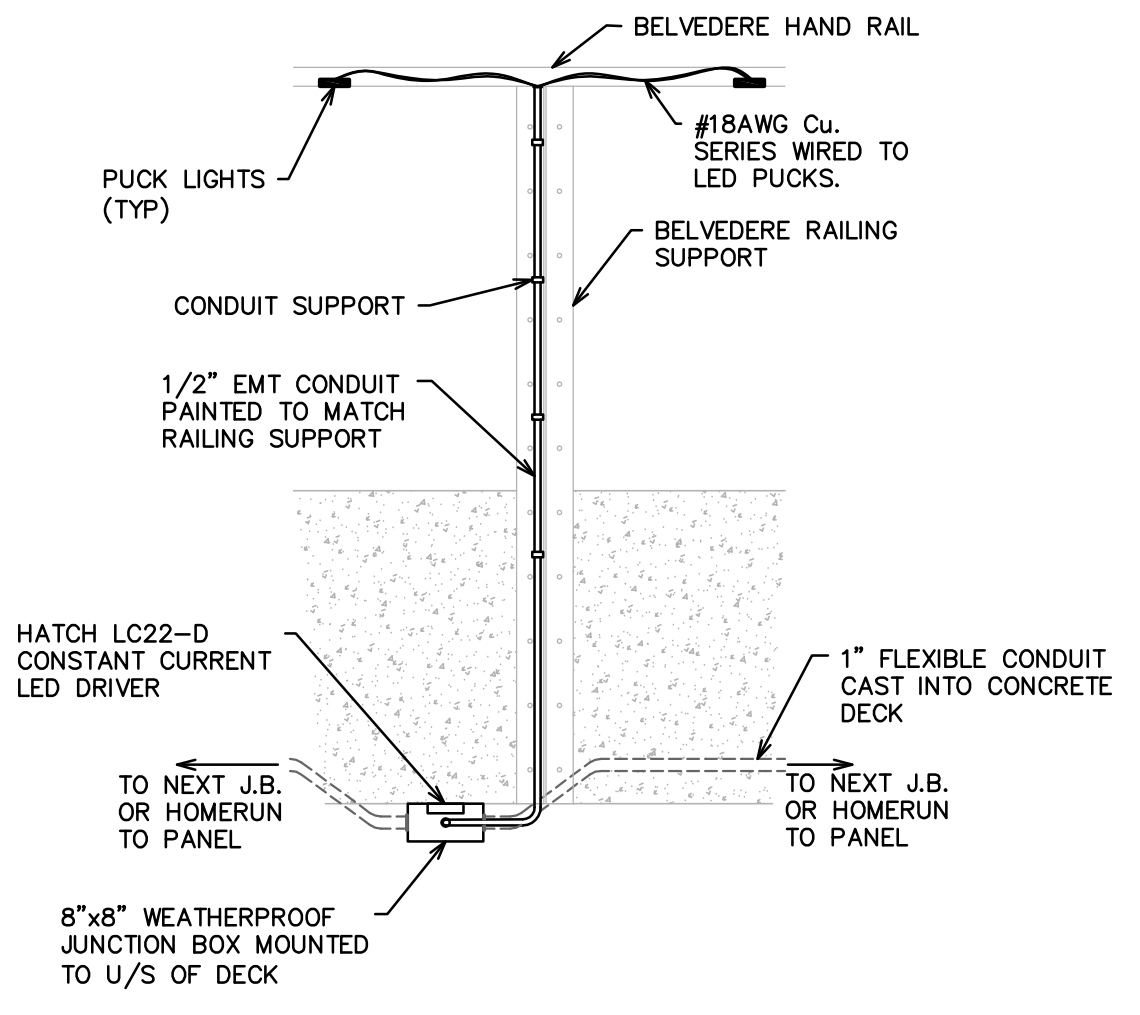 BELVEDERE HAND RAIL
#18AWG Cu.
SERIES WIRED TO
LED PUCKS.
PUCK LIGHTS
(TYP)
BELVEDERE RAILING
SUPPORT
CONDUIT SUPPORT
1/2” EMT CONDUIT
PAINTED TO MATCH
RAILING SUPPORT
HATCH LC22-D
CONSTANT CURRENT
LED DRIVER
1” FLEXIBLE CONDUIT
CAST INTO CONCRETE
DECK
TO NEXT J.B.
OR HOMERUN
TO PANEL
TO NEXT J.B.
OR HOMERUN
TO PANEL
8”x8” WEATHERPROOF
JUNCTION BOX MOUNTED
TO U/S OF DECK